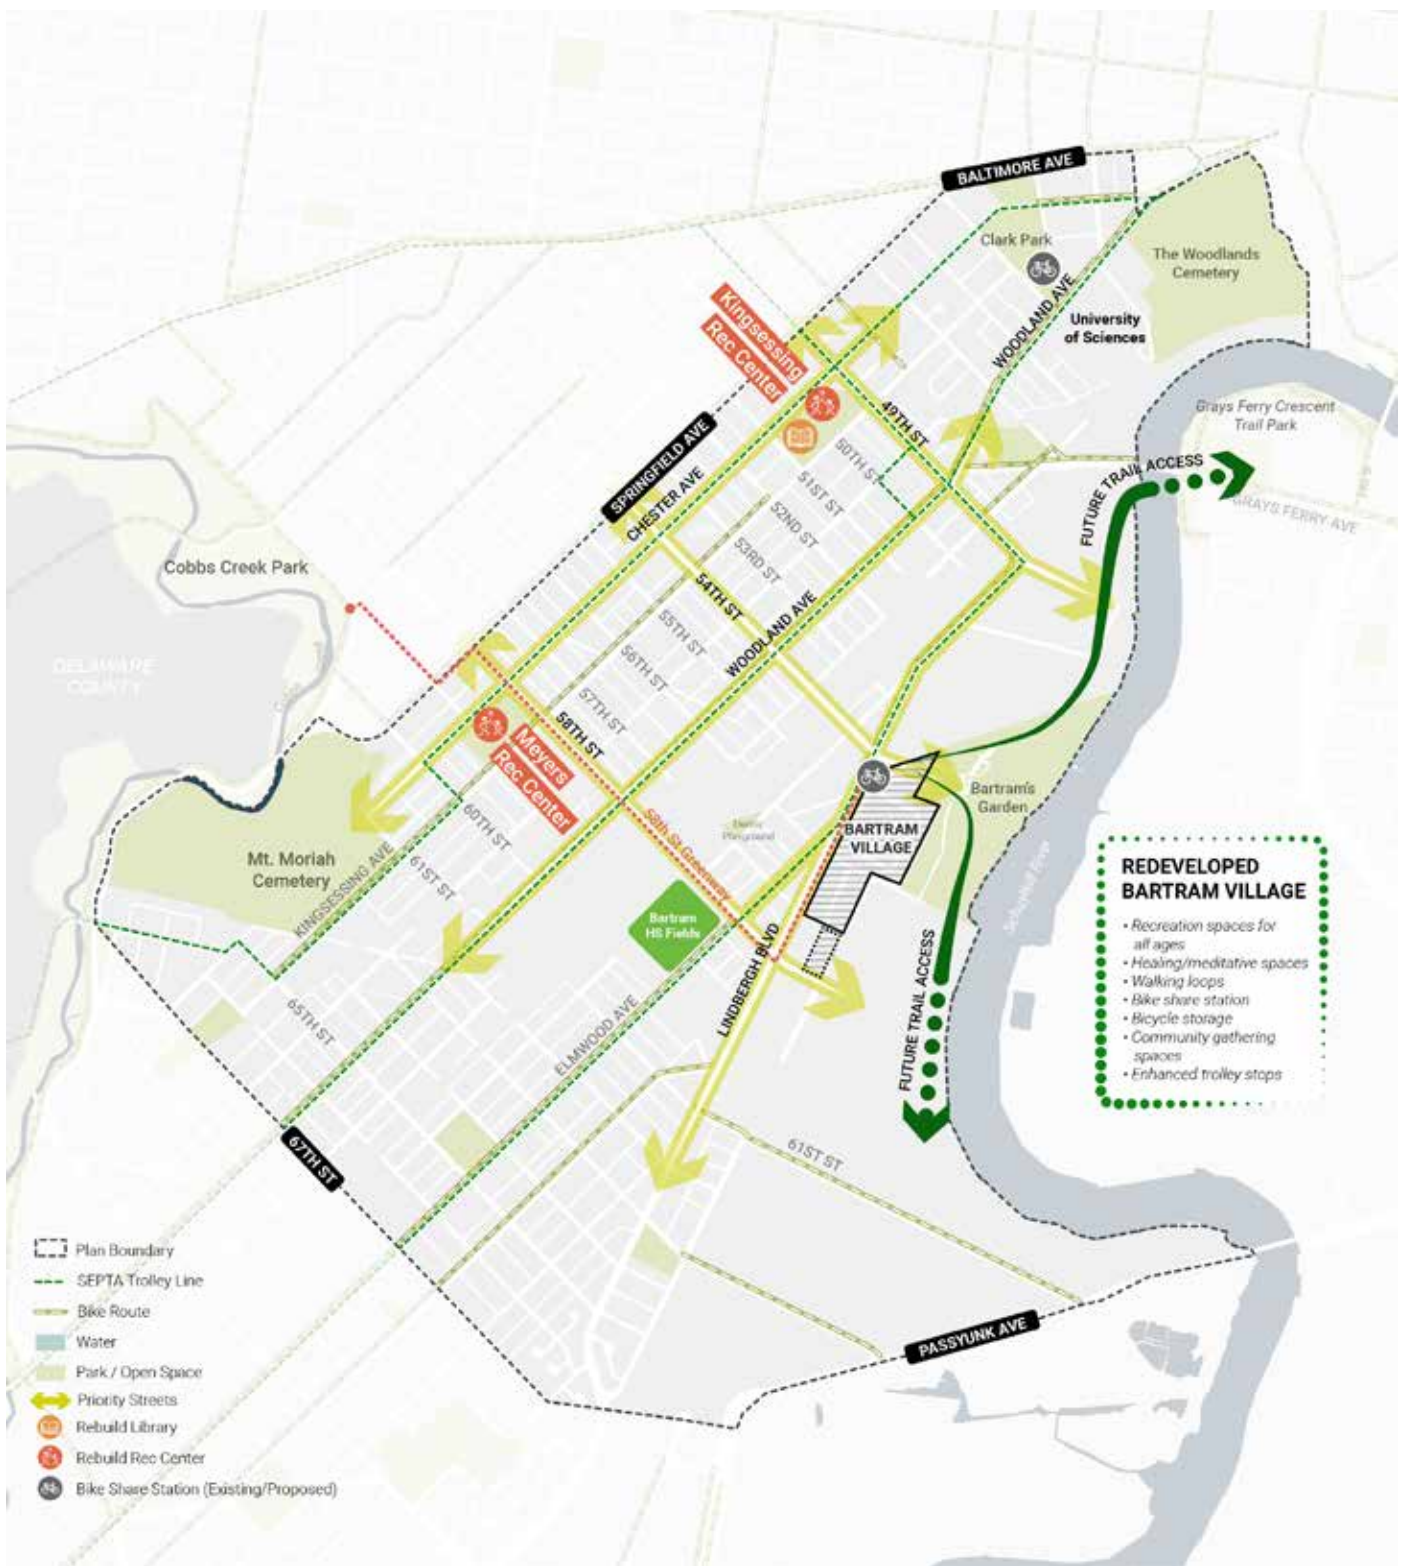 BALTIMORE AVE
Clark Park
The Woodlands
Cemetery
WOODLAND AVE
University
of Sciences
Kingsessing
Rec Center
49TH ST
Grays Ferry Crescent
Trail Park
50TH ST
51ST ST
52ND ST
53RD ST
54TH ST
SPRINGFIELD AVE
CHESTER AVE
FUTURE TRAIL ACCESS
GRAYS FERRY AVE
Cobbs Creek Park
55TH ST
56TH ST
57TH ST
58TH ST
WOODLAND AVE
DELAWARE
COUNTY
Meyers
Rec Center
58th St Greenway
Playground
Bartram's
Garden
BARTRAM
VILLAGE
60TH ST
61ST ST
Mt. Moriah
Cemetery
KINGSESSING AVE
Bartram
HS Fields
LINDBERGH BLVD
Schuylkill River
FUTURE TRAIL ACCESS
65TH ST
ELMWOOD AVE
61ST ST
67TH ST
PASSYUNK AVE
REDEVELOPED
BARTRAM VILLAGE
• Recreation spaces for
all ages
• Healing/meditative spaces
• Walking loops
• Bike share station
• Bicycle storage
• Community gathering
spaces
• Enhanced trolley stops
Plan Boundary
SEPTA Trolley Line
Bike Route
Water
Park / Open Space
Priority Streets
Rebuild Library
Rebuild Rec Center
Bike Share Station (Existing/Proposed)